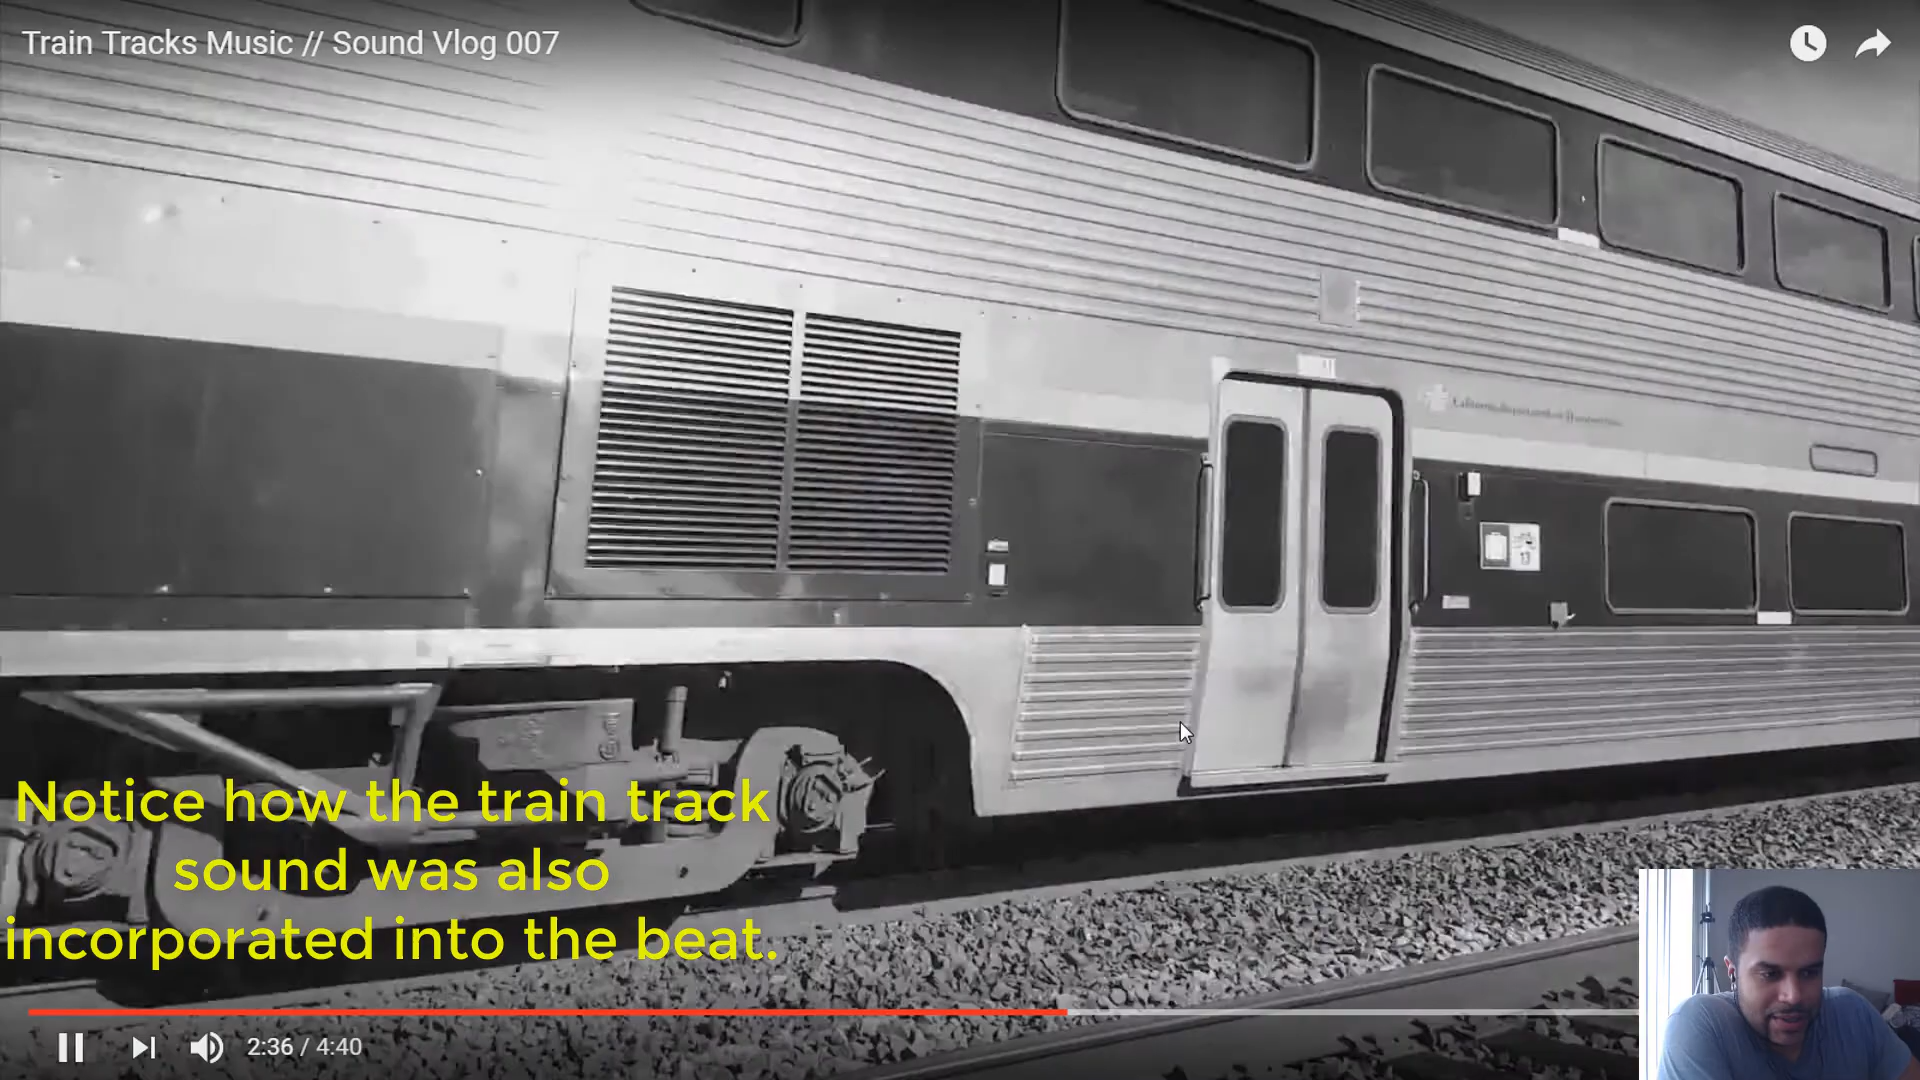 Train Tracks Music // Sound Vlog 007
13
Notice how the train track
sound was also
incorporated into the beat.
2:36 / 4:40